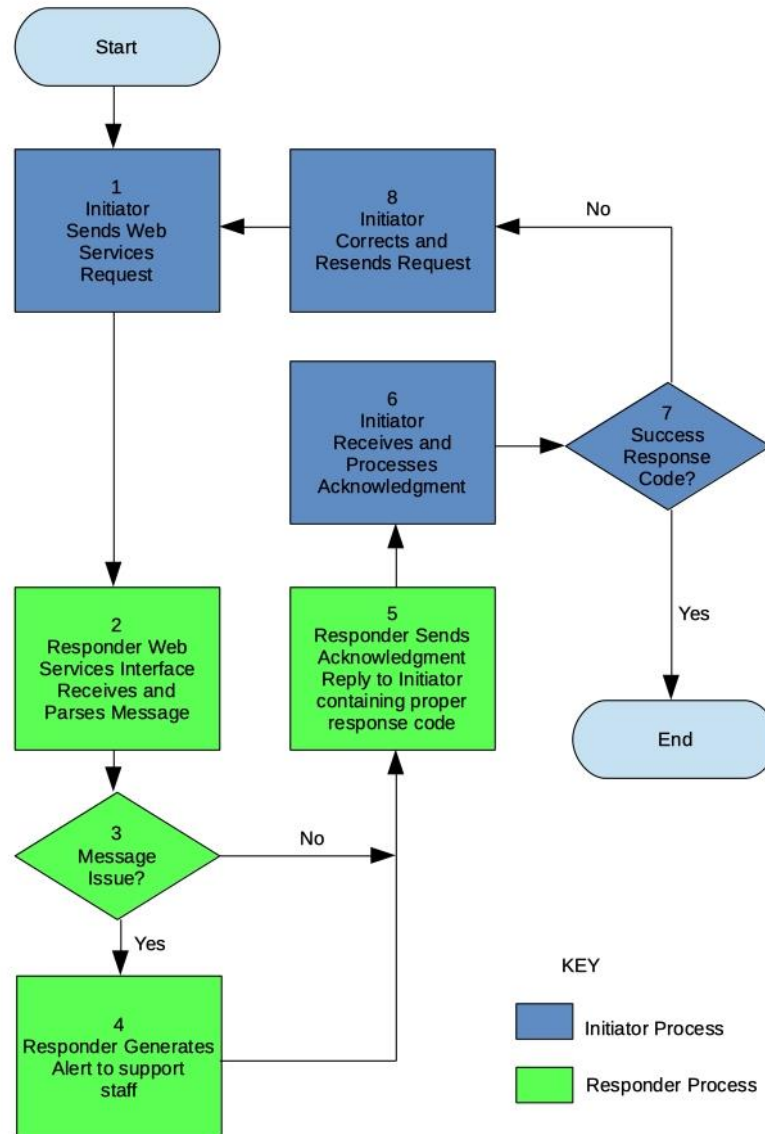 Start
1
Initiator
Sends Web
Services
Request
8
Initiator
Corrects and
Resends Request
No
6
Initiator
Receives and
Processes
Acknowledgment
7
Success
Response
Code?
2
Responder Web
Services Interface
Receives and
Parses Message
5
Responder Sends
Acknowledgment
Reply to Initiator
containing proper
response code
Yes
End
3
Message
Issue?
No
Yes
4
Responder Generates
Alert to support
staff
KEY
Initiator Process
Responder Process